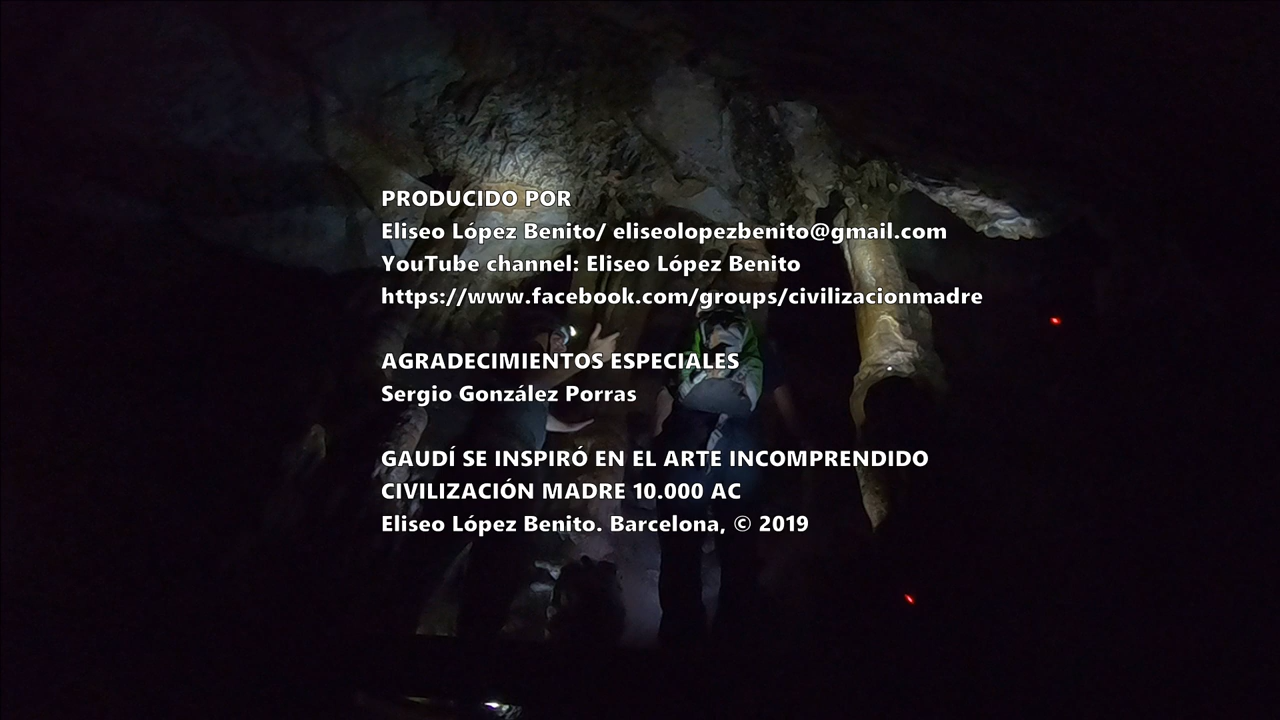 PRODUCIDO POR
Eliseo López Benito/ eliseolopezbenito@gmail.com
YouTube channel: Eliseo López Benito
https://www.facebook.com/groups/civilizacionmadre
AGRADECIMIENTOS ESPECIALES
Sergio González Porras
GAUDÍ SE INSPIRÓ EN EL ARTE INCOMPRENDIDO
CIVILIZACIÓN MADRE 10.000 AC
Eliseo López Benito. Barcelona, © 2019